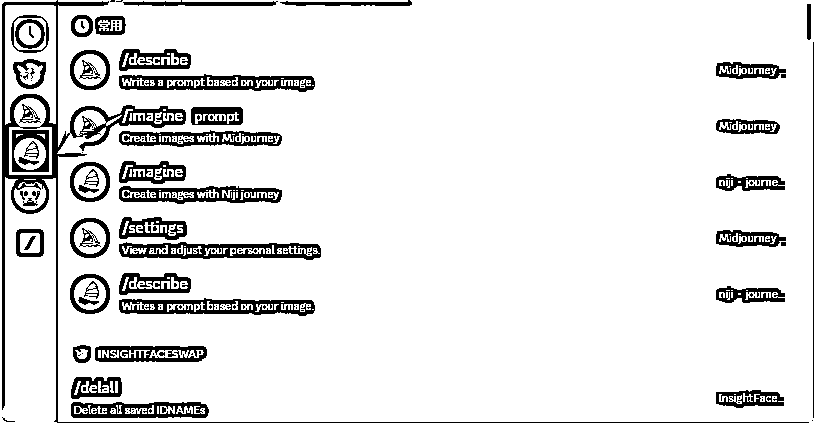 常用
/describe
Writes a prompt based on your image.
Midjourney ...
/imagine prompt
Create images with Midjourney
Midjourney
/imagine
Create images with Niji journey
niji · journe...
/settings
View and adjust your personal settings.
Midjourney ...
/describe
Writes a prompt based on your image.
niji · journe...
INSIGHTFACESWAP
/delall
Delete all saved IDNAMEs
InsightFace...